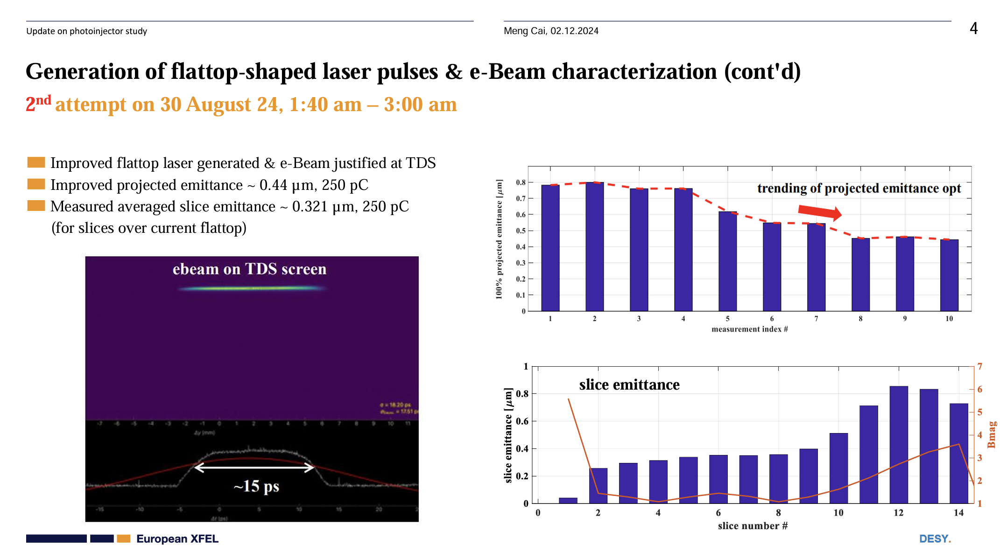 Update on photoinjector study
Meng Cai, 02.12.2024
4
Generation of flattop-shaped laser pulses & e-Beam characterization (cont'd)
2nd attempt on 30 August 24, 1:40 am – 3:00 am
Improved flattop laser generated & e-Beam justified at TDS
Improved projected emittance ~ 0.44 µm, 250 pC
Measured averaged slice emittance ~ 0.321 µm, 250 pC
(for slices over current flattop)
ebeam on TDS screen
σ = 18.20 ps
= 17.51 ps
-7 -6 -5 -4 -3 -2 -1 0 1 2 3 4 5 6 7 8 9 10 11
Δy (mm)
~15 ps
-15 -10 -5 0 5 10 15 20
Δt (ps)
trending of projected emittance opt
100% projected emittance [µm]
0.8
0.7
0.6
0.5
0.4
0.3
0.2
0.1
0
1 2 3 4 5 6 7 8 9 10
measurement index #
slice emittance
slice emittance [µm]
1
0.8
0.6
0.4
0.2
0
7
6
5
4
3
2
1
Bmag
0 2 4 6 8 10 12 14
slice number #
European XFEL
DESY.